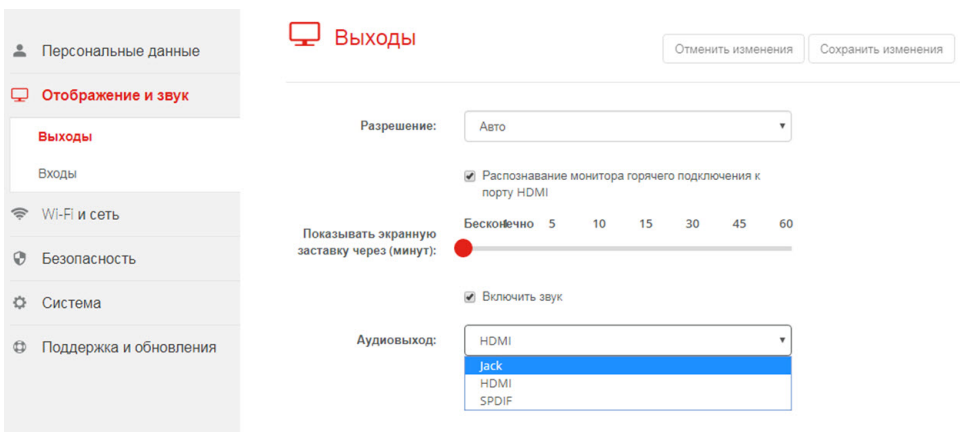 Выходы
Отменить изменения
Сохранить изменения
Персональные данные
Отображение и звук
Выходы
Входы
Wi-Fi и сеть
Безопасность
Система
Поддержка и обновления
Разрешение:
Авто
Распознавание монитора горячего подключения к
порту HDMI
Показывать экранную
заставку через (минут):
Бесконечно 5 10 15 30 45 60
Включить звук
Аудиовыход:
HDMI
Jack
HDMI
SPDIF